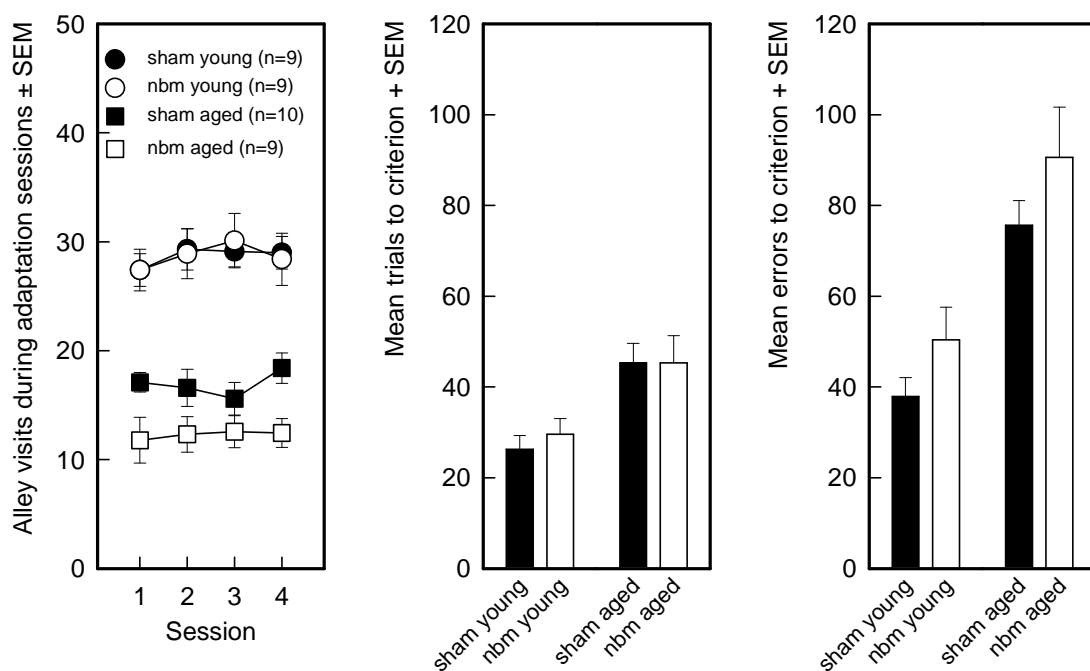 Alley visits during adaptation sessions ± SEM
50
40
30
20
10
0
sham young (n=9)
nbm young (n=9)
sham aged (n=10)
nbm aged (n=9)
1 2 3 4
Session
Mean trials to criterion + SEM
120
100
80
60
40
20
0
sham young
nbm young
sham aged
nbm aged
Mean errors to criterion + SEM
120
100
80
60
40
20
0
sham young
nbm young
sham aged
nbm aged